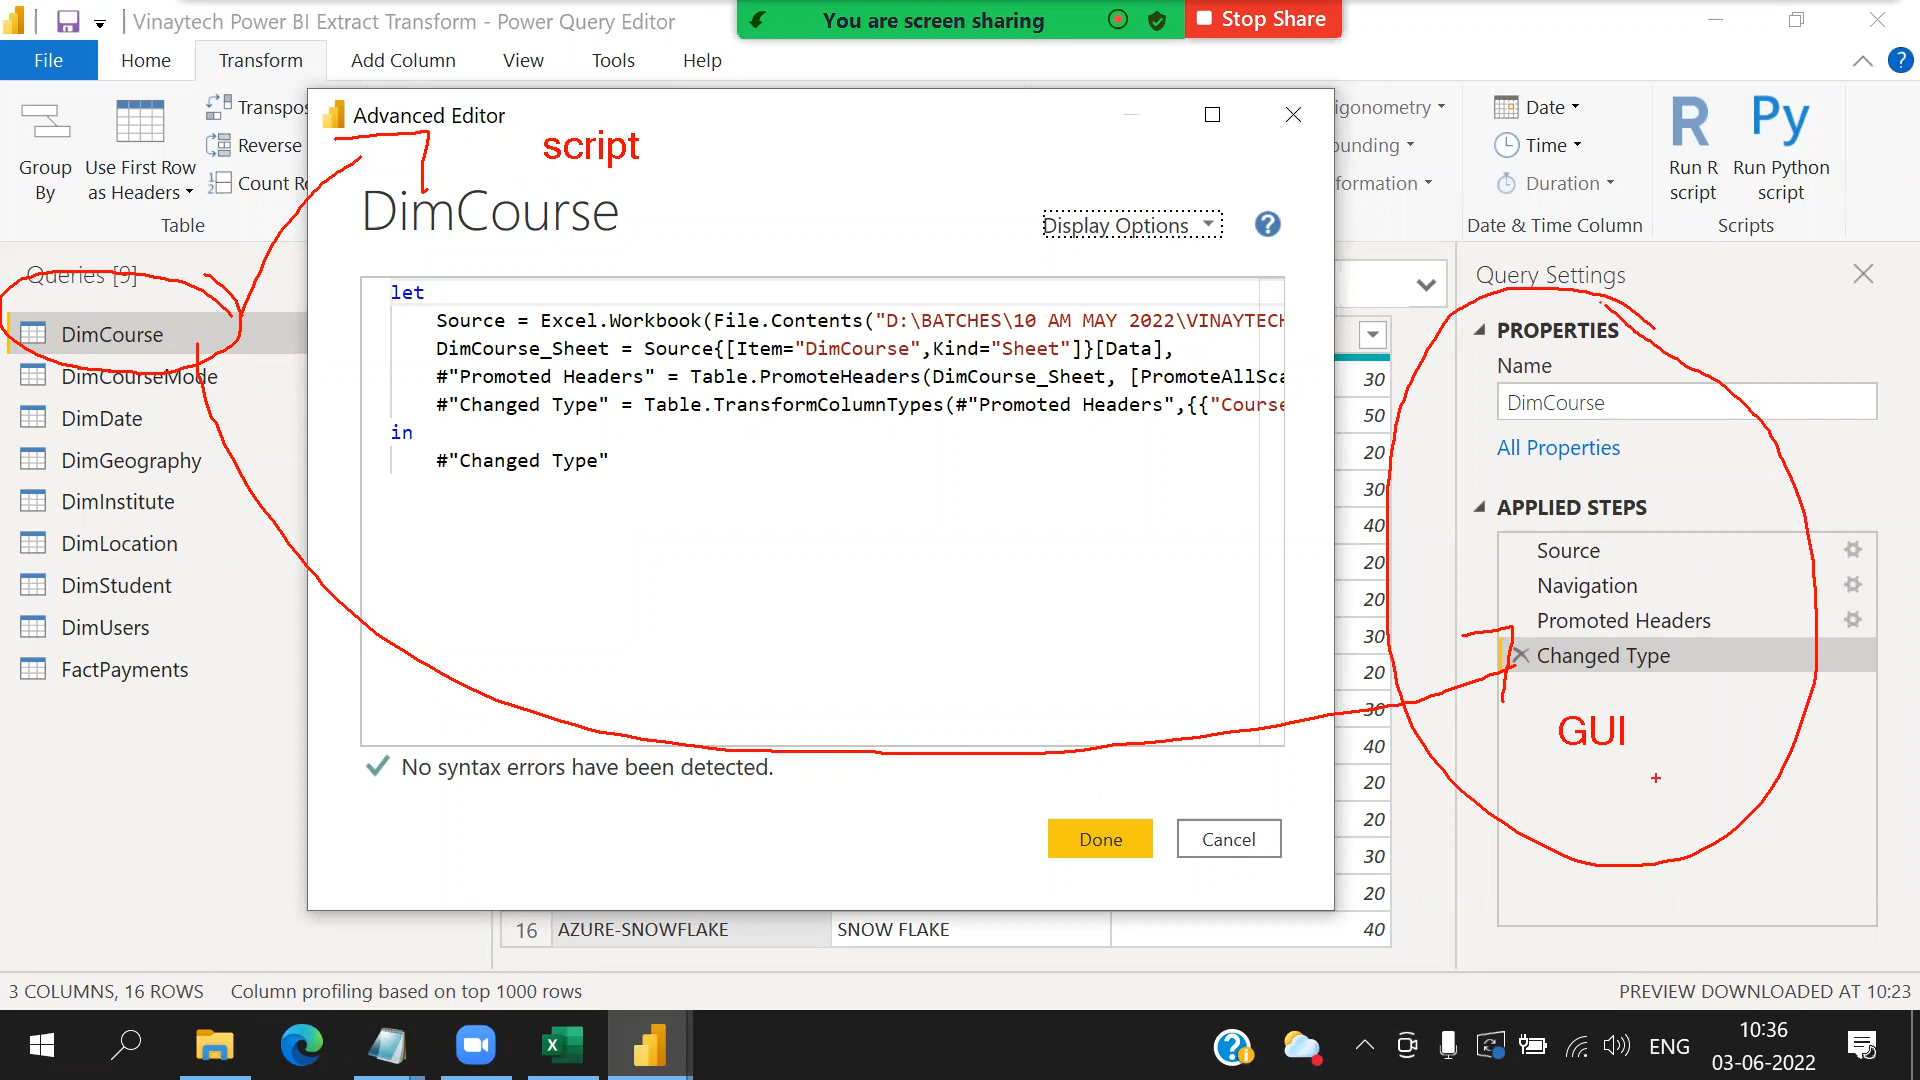 Vinaytech Power BI Extract Transform - Power Query Editor
You are screen sharing
Stop Share
File
Home
Transform
Add Column
View
Tools
Help
Group
By
Use First Row
as Headers
Reverse
Table
Date
Time
Duration
Date & Time Column
Run R
script
Run Python
script
Scripts
Queries [9]
DimCourse
DimCourseMode
DimDate
DimGeography
DimInstitute
DimLocation
DimStudent
DimUsers
FactPayments
Advanced Editor
script
DimCourse
Display Options
let
Source = Excel.Workbook(File.Contents("D:\BATCHES\10 AM MAY 2022\VINAYTECH
DimCourse_Sheet = Source{[Item="DimCourse",Kind="Sheet"]}[Data],
#"Promoted Headers" = Table.PromoteHeaders(DimCourse_Sheet, [PromoteAllSca
#"Changed Type" = Table.TransformColumnTypes(#"Promoted Headers",{{"Course
in
#"Changed Type"
No syntax errors have been detected.
Done
Cancel
30
50
20
30
40
20
20
30
20
30
40
20
20
30
20
16 AZURE-SNOWFLAKE SNOW FLAKE 40
Query Settings
PROPERTIES
Name
DimCourse
All Properties
APPLIED STEPS
Source
Navigation
Promoted Headers
Changed Type
GUI
3 COLUMNS, 16 ROWS
Column profiling based on top 1000 rows
PREVIEW DOWNLOADED AT 10:23
ENG
10:36
03-06-2022